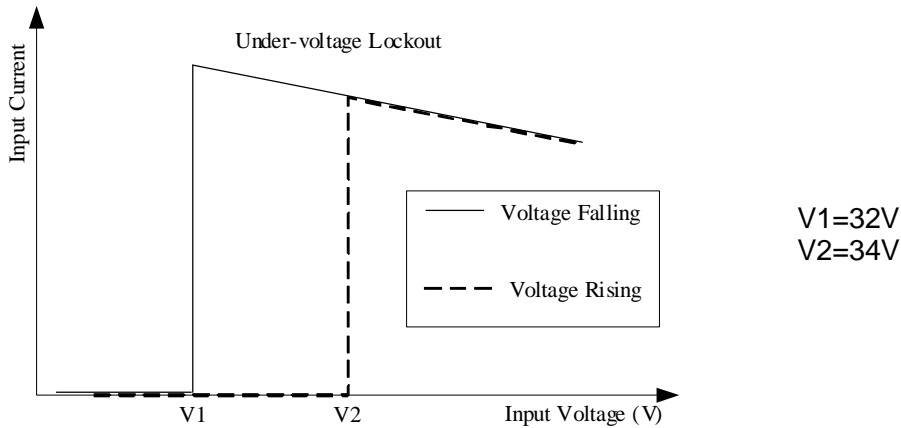 Under-voltage Lockout
Input Current
Voltage Falling
Voltage Rising
V1=32V
V2=34V
V1
V2
Input Voltage (V)